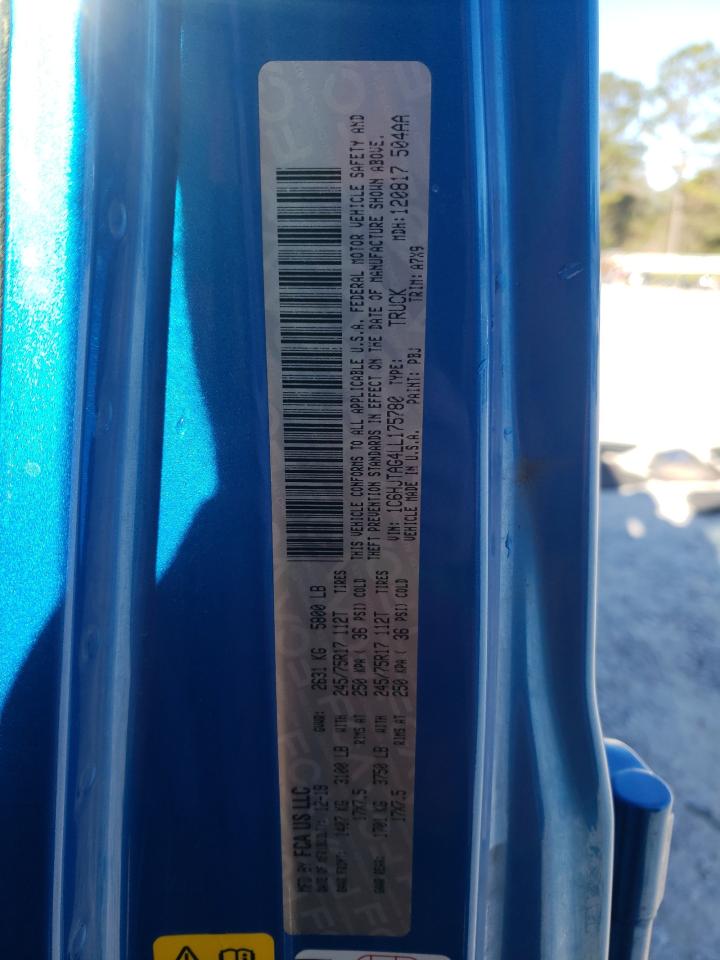 MFD BY: FCA US LLC
DATE OF MFR: 12-19
GVWR: 2631 KG 5800 LB
GAWR FRONT: 1407 KG 3100 LB WITH 245/75R17 112T TIRES
17X7.5 RIMS AT 250 KPA ( 36 PSI) COLD
GAWR REAR: 1701 KG 3750 LB WITH 245/75R17 112T TIRES
17X7.5 RIMS AT 250 KPA ( 36 PSI) COLD
THIS VEHICLE CONFORMS TO ALL APPLICABLE U.S.A. FEDERAL MOTOR VEHICLE SAFETY AND
THEFT PREVENTION STANDARDS IN EFFECT ON THE DATE OF MANUFACTURE SHOWN ABOVE.
VIN: 1C6HJTAG4LL175780 TYPE: TRUCK MDH: 120817 504AA
VEHICLE MADE IN U.S.A. PAINT: PBJ TRIM: A7X9